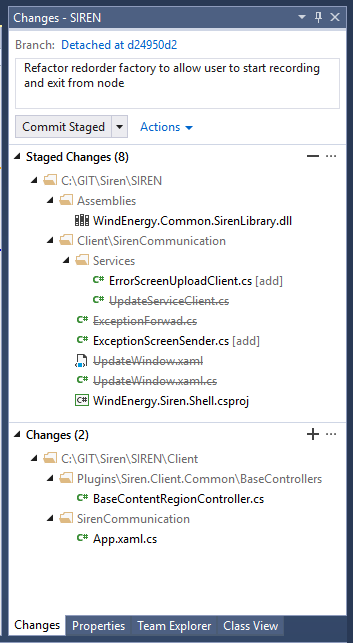 Changes - SIREN
Branch: Detached at d24950d2
Refactor redorder factory to allow user to start recording
and exit from node
Commit Staged
Actions
Staged Changes (8)
C:\GIT\Siren\SIREN
Assemblies
WindEnergy.Common.SirenLibrary.dll
Client\SirenCommunication
Services
C# ErrorScreenUploadClient.cs [add]
C# UpdateServiceClient.cs
C# ExceptionForwad.cs
C# ExceptionScreenSender.cs [add]
UpdateWindow.xaml
C# UpdateWindow.xaml.cs
C# WindEnergy.Siren.Shell.csproj
Changes (2)
C:\GIT\Siren\SIREN\Client
Plugins\Siren.Client.Common\BaseControllers
C# BaseContentRegionController.cs
SirenCommunication
C# App.xaml.cs
Changes Properties Team Explorer Class View